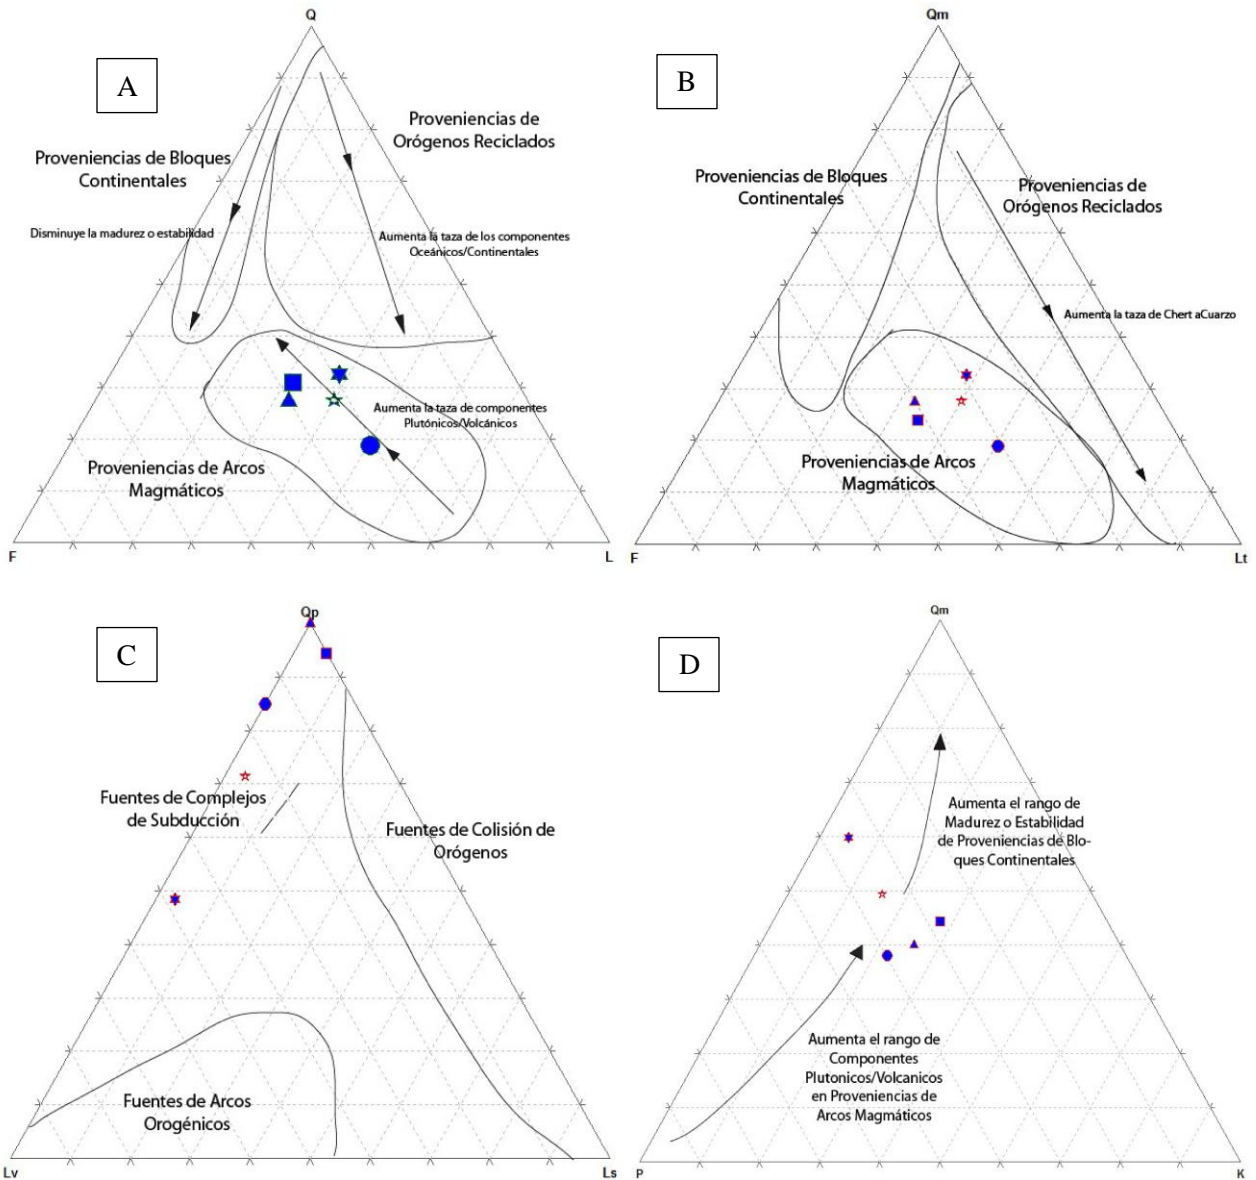 A
Q
Proveniencias de
Orógenos Reciclados
Proveniencias de Bloques
Continentales
Disminuye la madurez o estabilidad
Aumenta la taza de los componentes
Oceánicos/Continentales
Aumenta la taza de componentes
Plutónicos/Volcánicos
Proveniencias de Arcos
Magmáticos
F
L
B
Qm
Proveniencias de Bloques
Continentales
Proveniencias de
Orógenos Reciclados
Aumenta la taza de Chert aCuarzo
Proveniencias de Arcos
Magmáticos
F
Lt
C
Qp
Fuentes de Complejos
de Subducción
Fuentes de Colisión de
Orógenos
Fuentes de Arcos
Orogénicos
Lv
Ls
D
Qm
Aumenta el rango de
Madurez o Estabilidad
de Proveniencias de Blo-
ques Continentales
Aumenta el rango de
Componentes
Plutonicos/Volcanicos
en Proveniencias de
Arcos Magmáticos
P
K